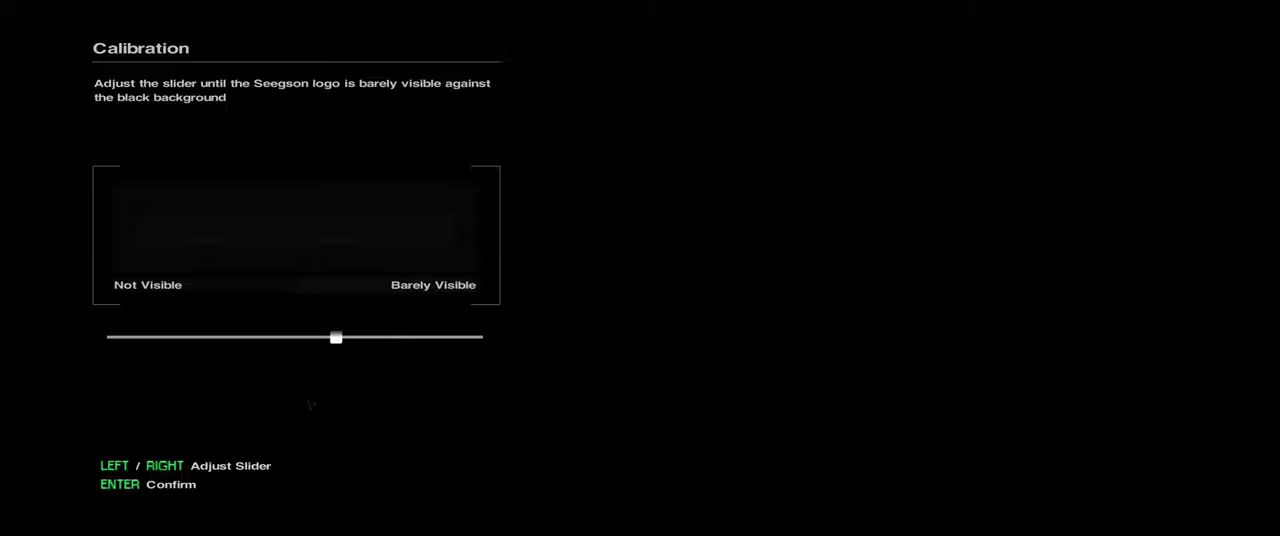 Calibration
Adjust the slider until the Seegson logo is barely visible against
the black background
Not Visible
Barely Visible
LEFT / RIGHT Adjust Slider
ENTER Confirm